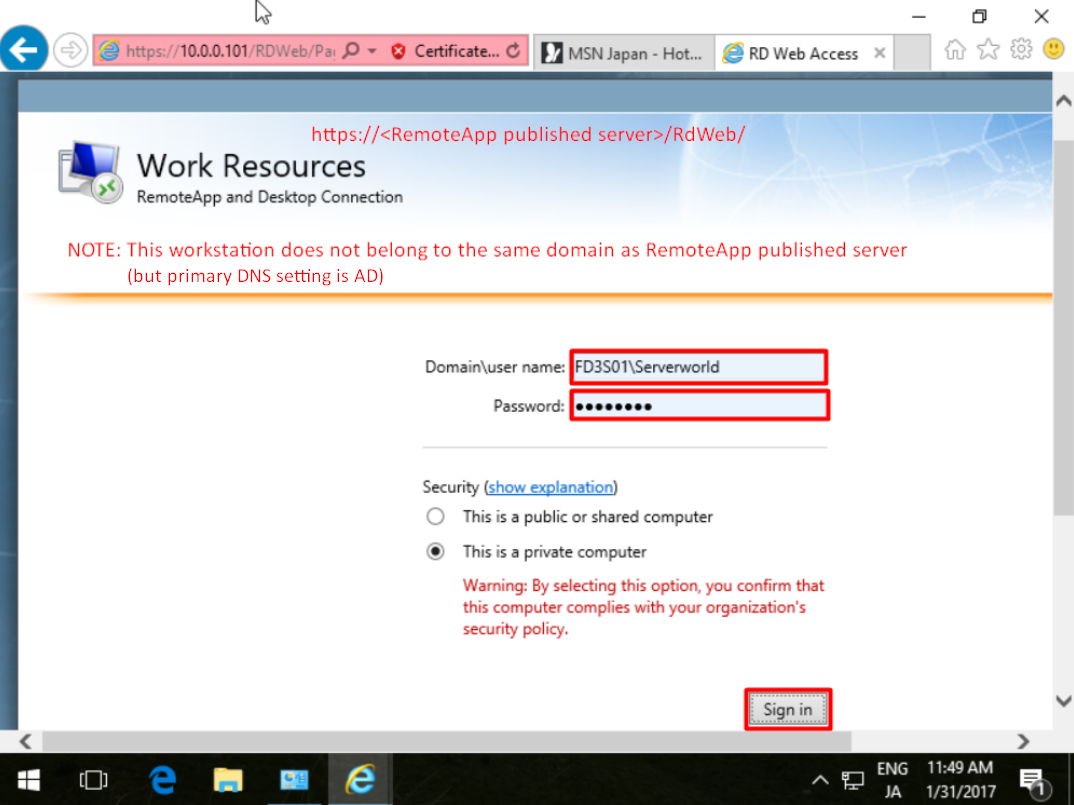 https://10.0.0.101/RDWeb/Pa
Certificate...
MSN Japan - Hot...
RD Web Access
https://<RemoteApp published server>/RdWeb/
Work Resources
RemoteApp and Desktop Connection
NOTE: This workstation does not belong to the same domain as RemoteApp published server
(but primary DNS setting is AD)
Domain\user name: FD3S01\Serverworld
Password: ●●●●●●●●
Security (show explanation)
This is a public or shared computer
This is a private computer
Warning: By selecting this option, you confirm that
this computer complies with your organization's
security policy.
Sign in
ENG
11:49 AM
JA
1/31/2017
1